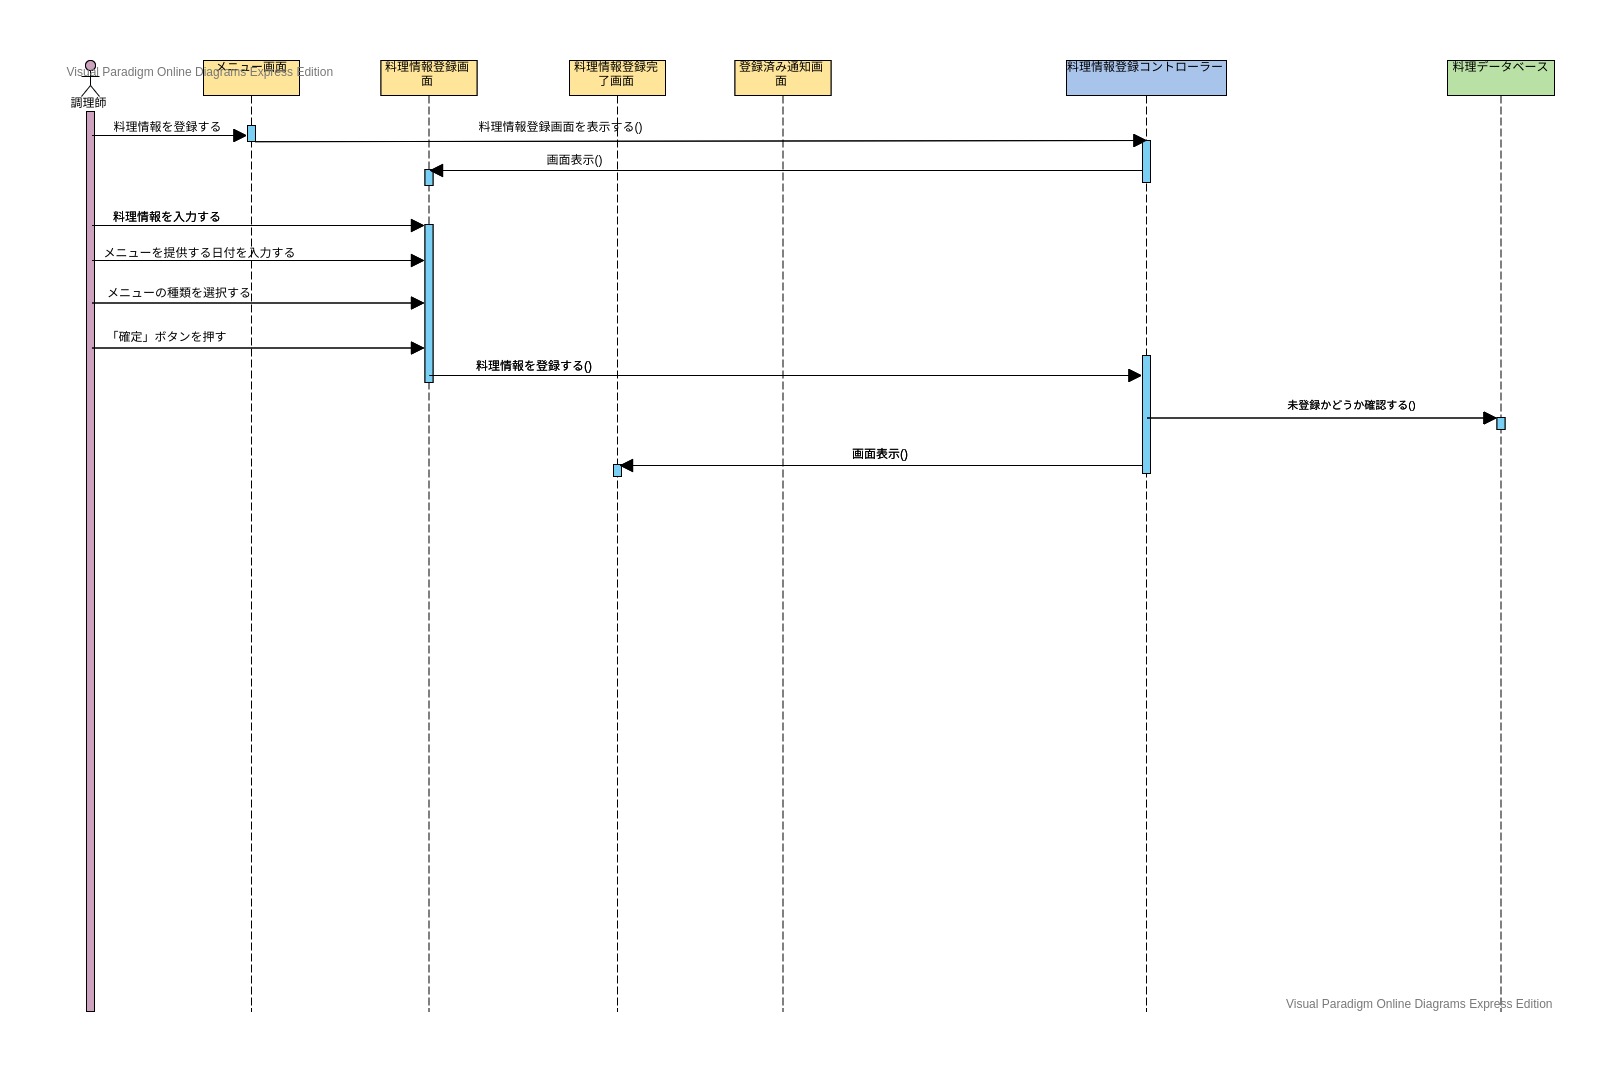 Visual Paradigm Online Diagrams Express Edition
調理師
メニュー画面
料理情報登録画
面
料理情報登録完
了画面
登録済み通知画
面
料理情報登録コントローラー
料理データベース
料理情報を登録する
料理情報登録画面を表示する()
画面表示()
料理情報を入力する
メニューを提供する日付を入力する
メニューの種類を選択する
「確定」ボタンを押す
料理情報を登録する()
未登録かどうか確認する()
画面表示()
Visual Paradigm Online Diagrams Express Edition